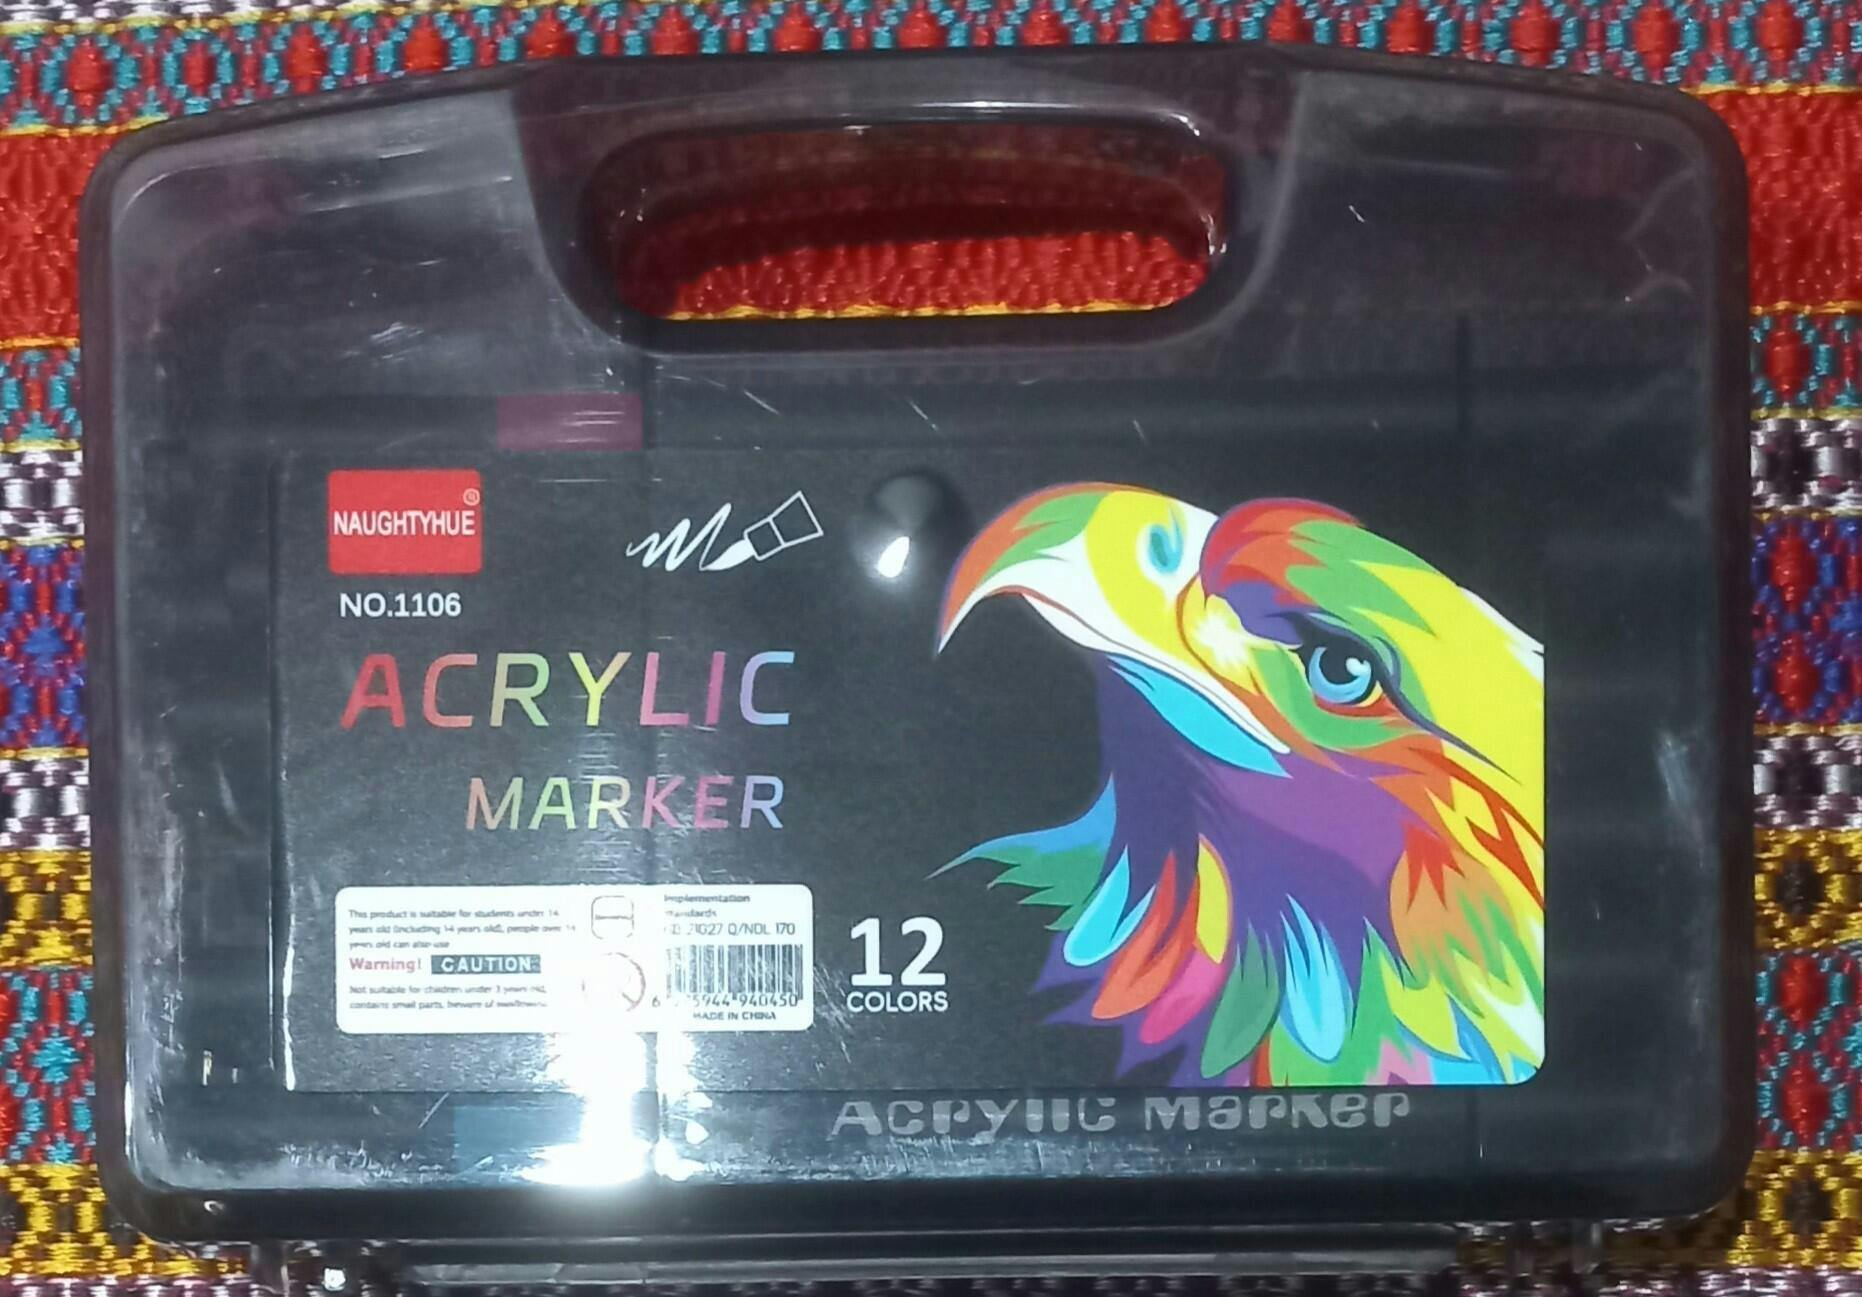 NAUGHTYHUE®
NO.1106
ACRYLIC
MARKER
This product is suitable for students under 14
years old (including 14 years old), people over 14
years old can also use
Warning! CAUTION
Not suitable for children under 3 years old,
contains small parts, beware of
Implementation
standards
Q/NDL 170
5944 940450
MADE IN CHINA
12
COLORS
Acrylic Marker